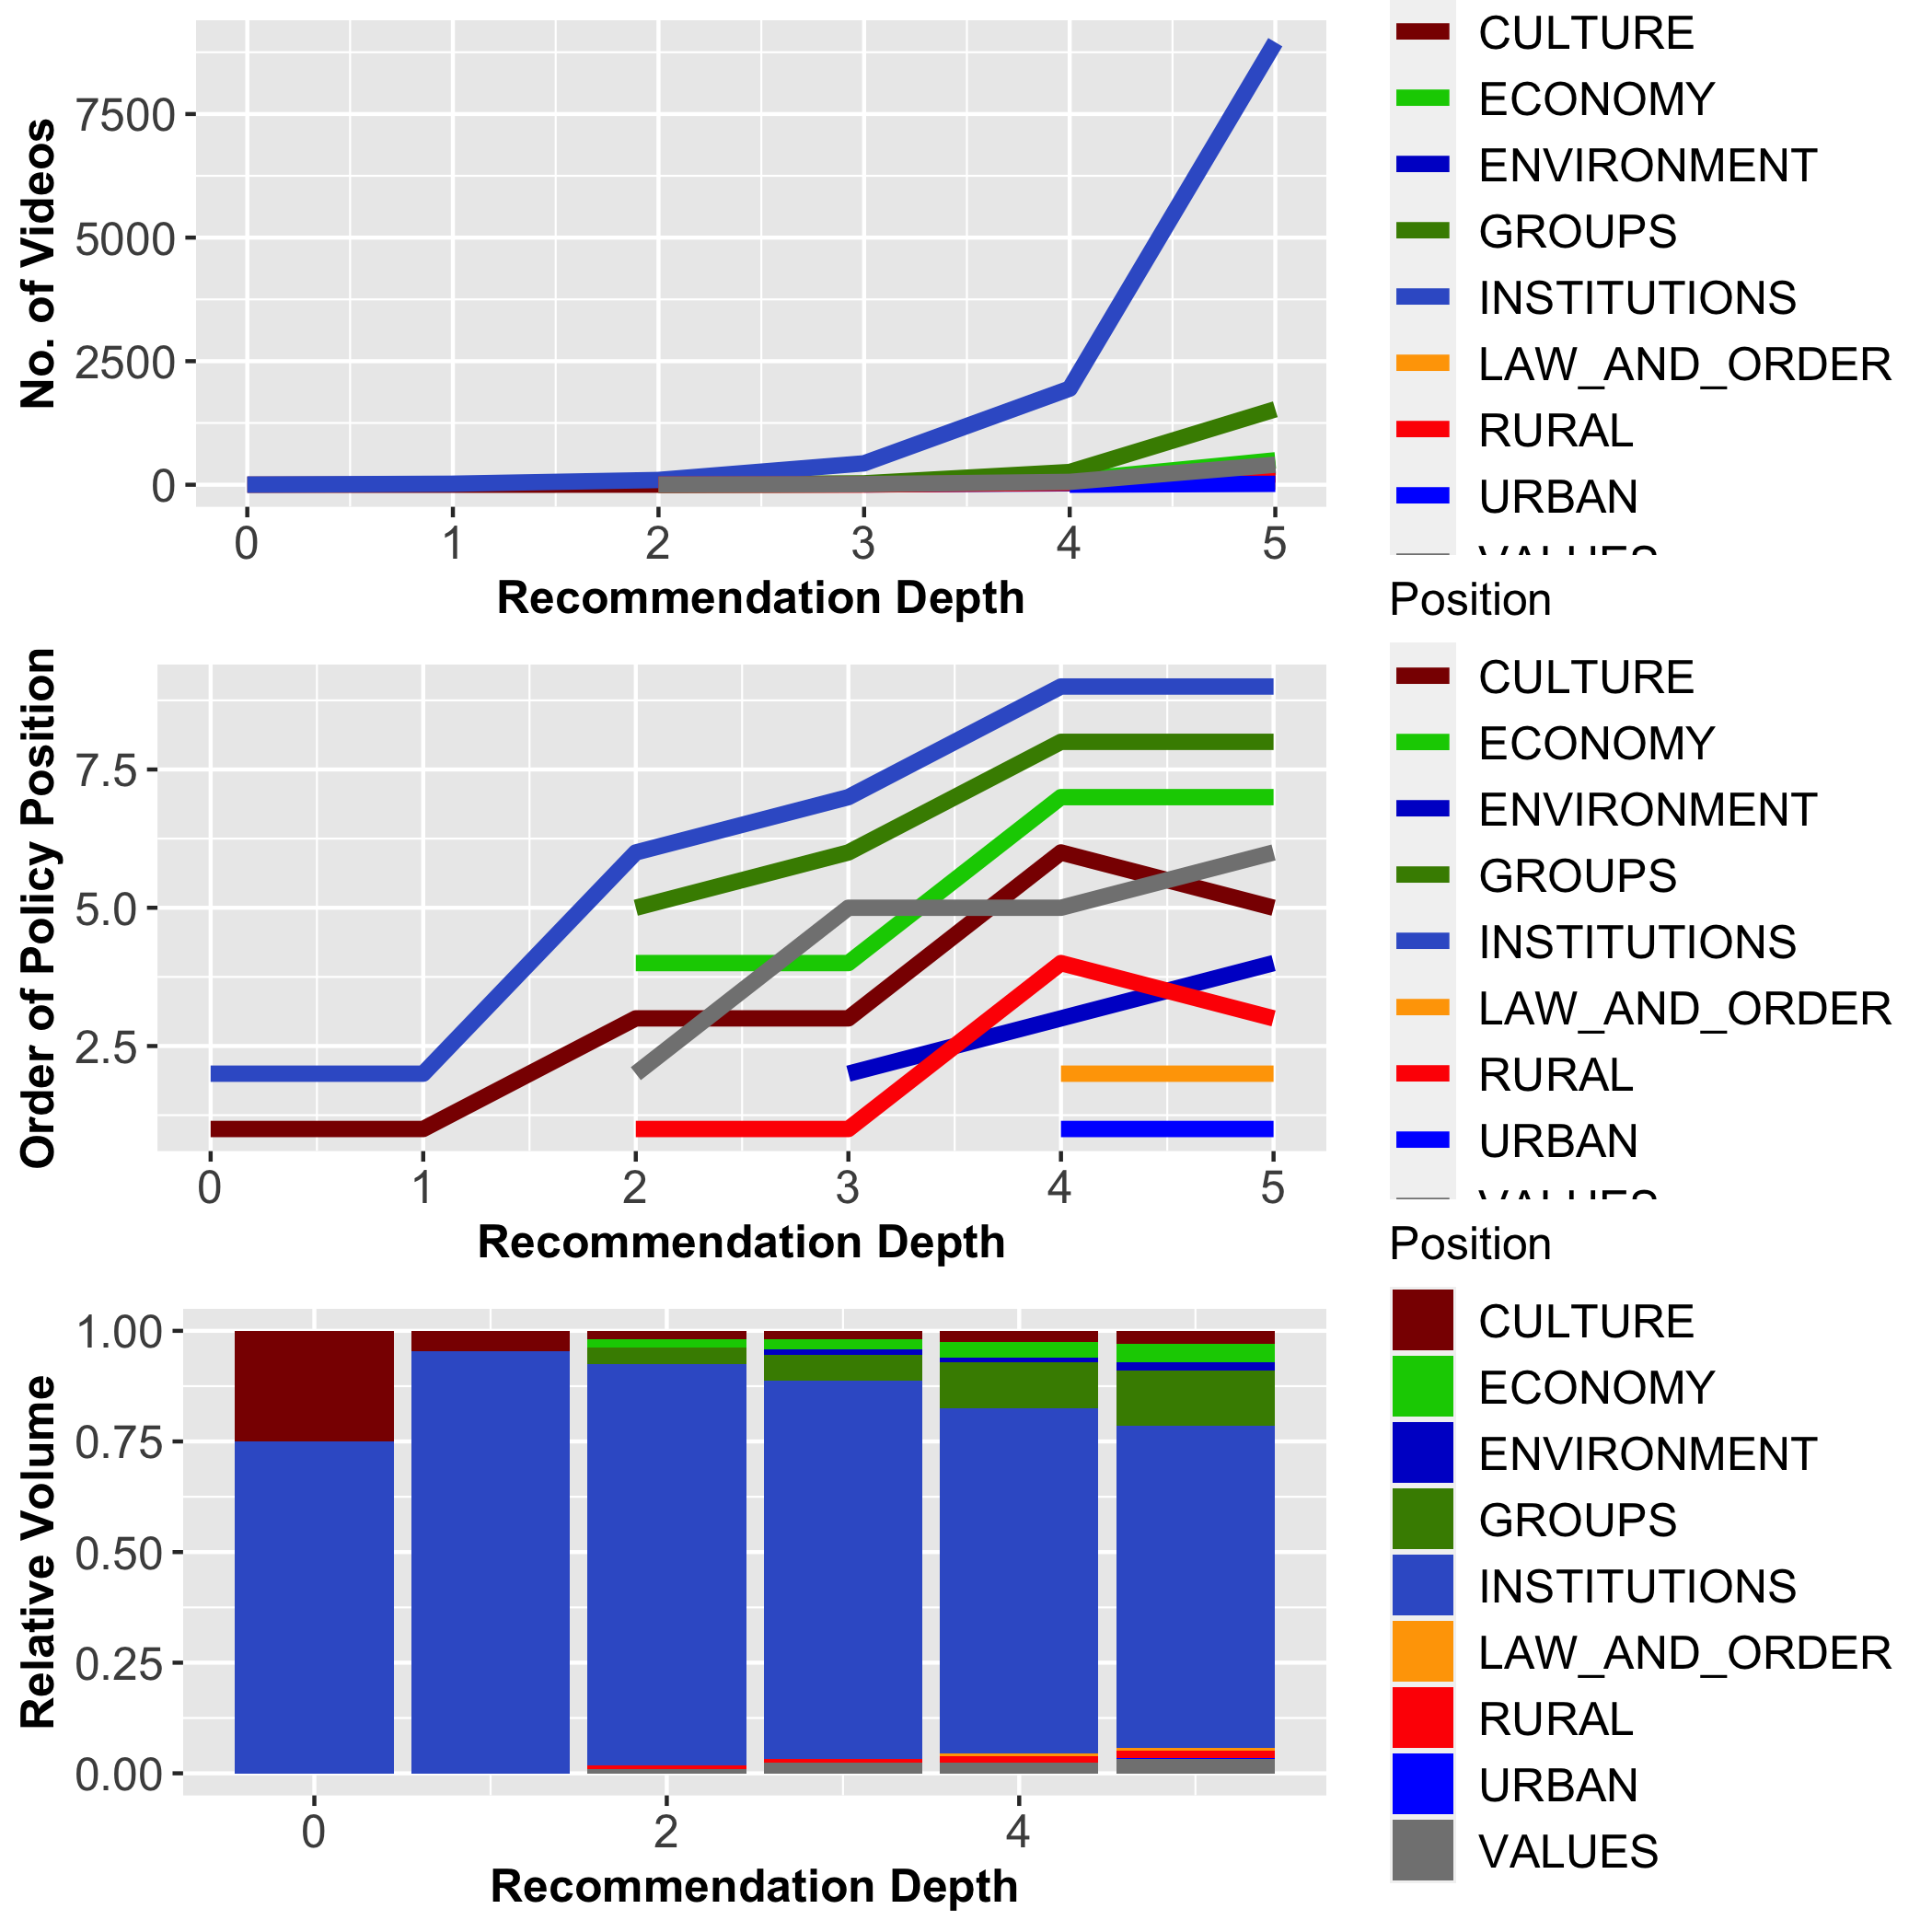 No. of Videos
7500
5000
2500
0
0 1 2 3 4 5
Recommendation Depth
CULTURE
ECONOMY
ENVIRONMENT
GROUPS
INSTITUTIONS
LAW_AND_ORDER
RURAL
URBAN
VALUES
Order of Policy Position
7.5
5.0
2.5
0 1 2 3 4 5
Recommendation Depth
Position
CULTURE
ECONOMY
ENVIRONMENT
GROUPS
INSTITUTIONS
LAW_AND_ORDER
RURAL
URBAN
VALUES
Relative Volume
1.00
0.75
0.50
0.25
0.00
0 2 4
Recommendation Depth
Position
CULTURE
ECONOMY
ENVIRONMENT
GROUPS
INSTITUTIONS
LAW_AND_ORDER
RURAL
URBAN
VALUES